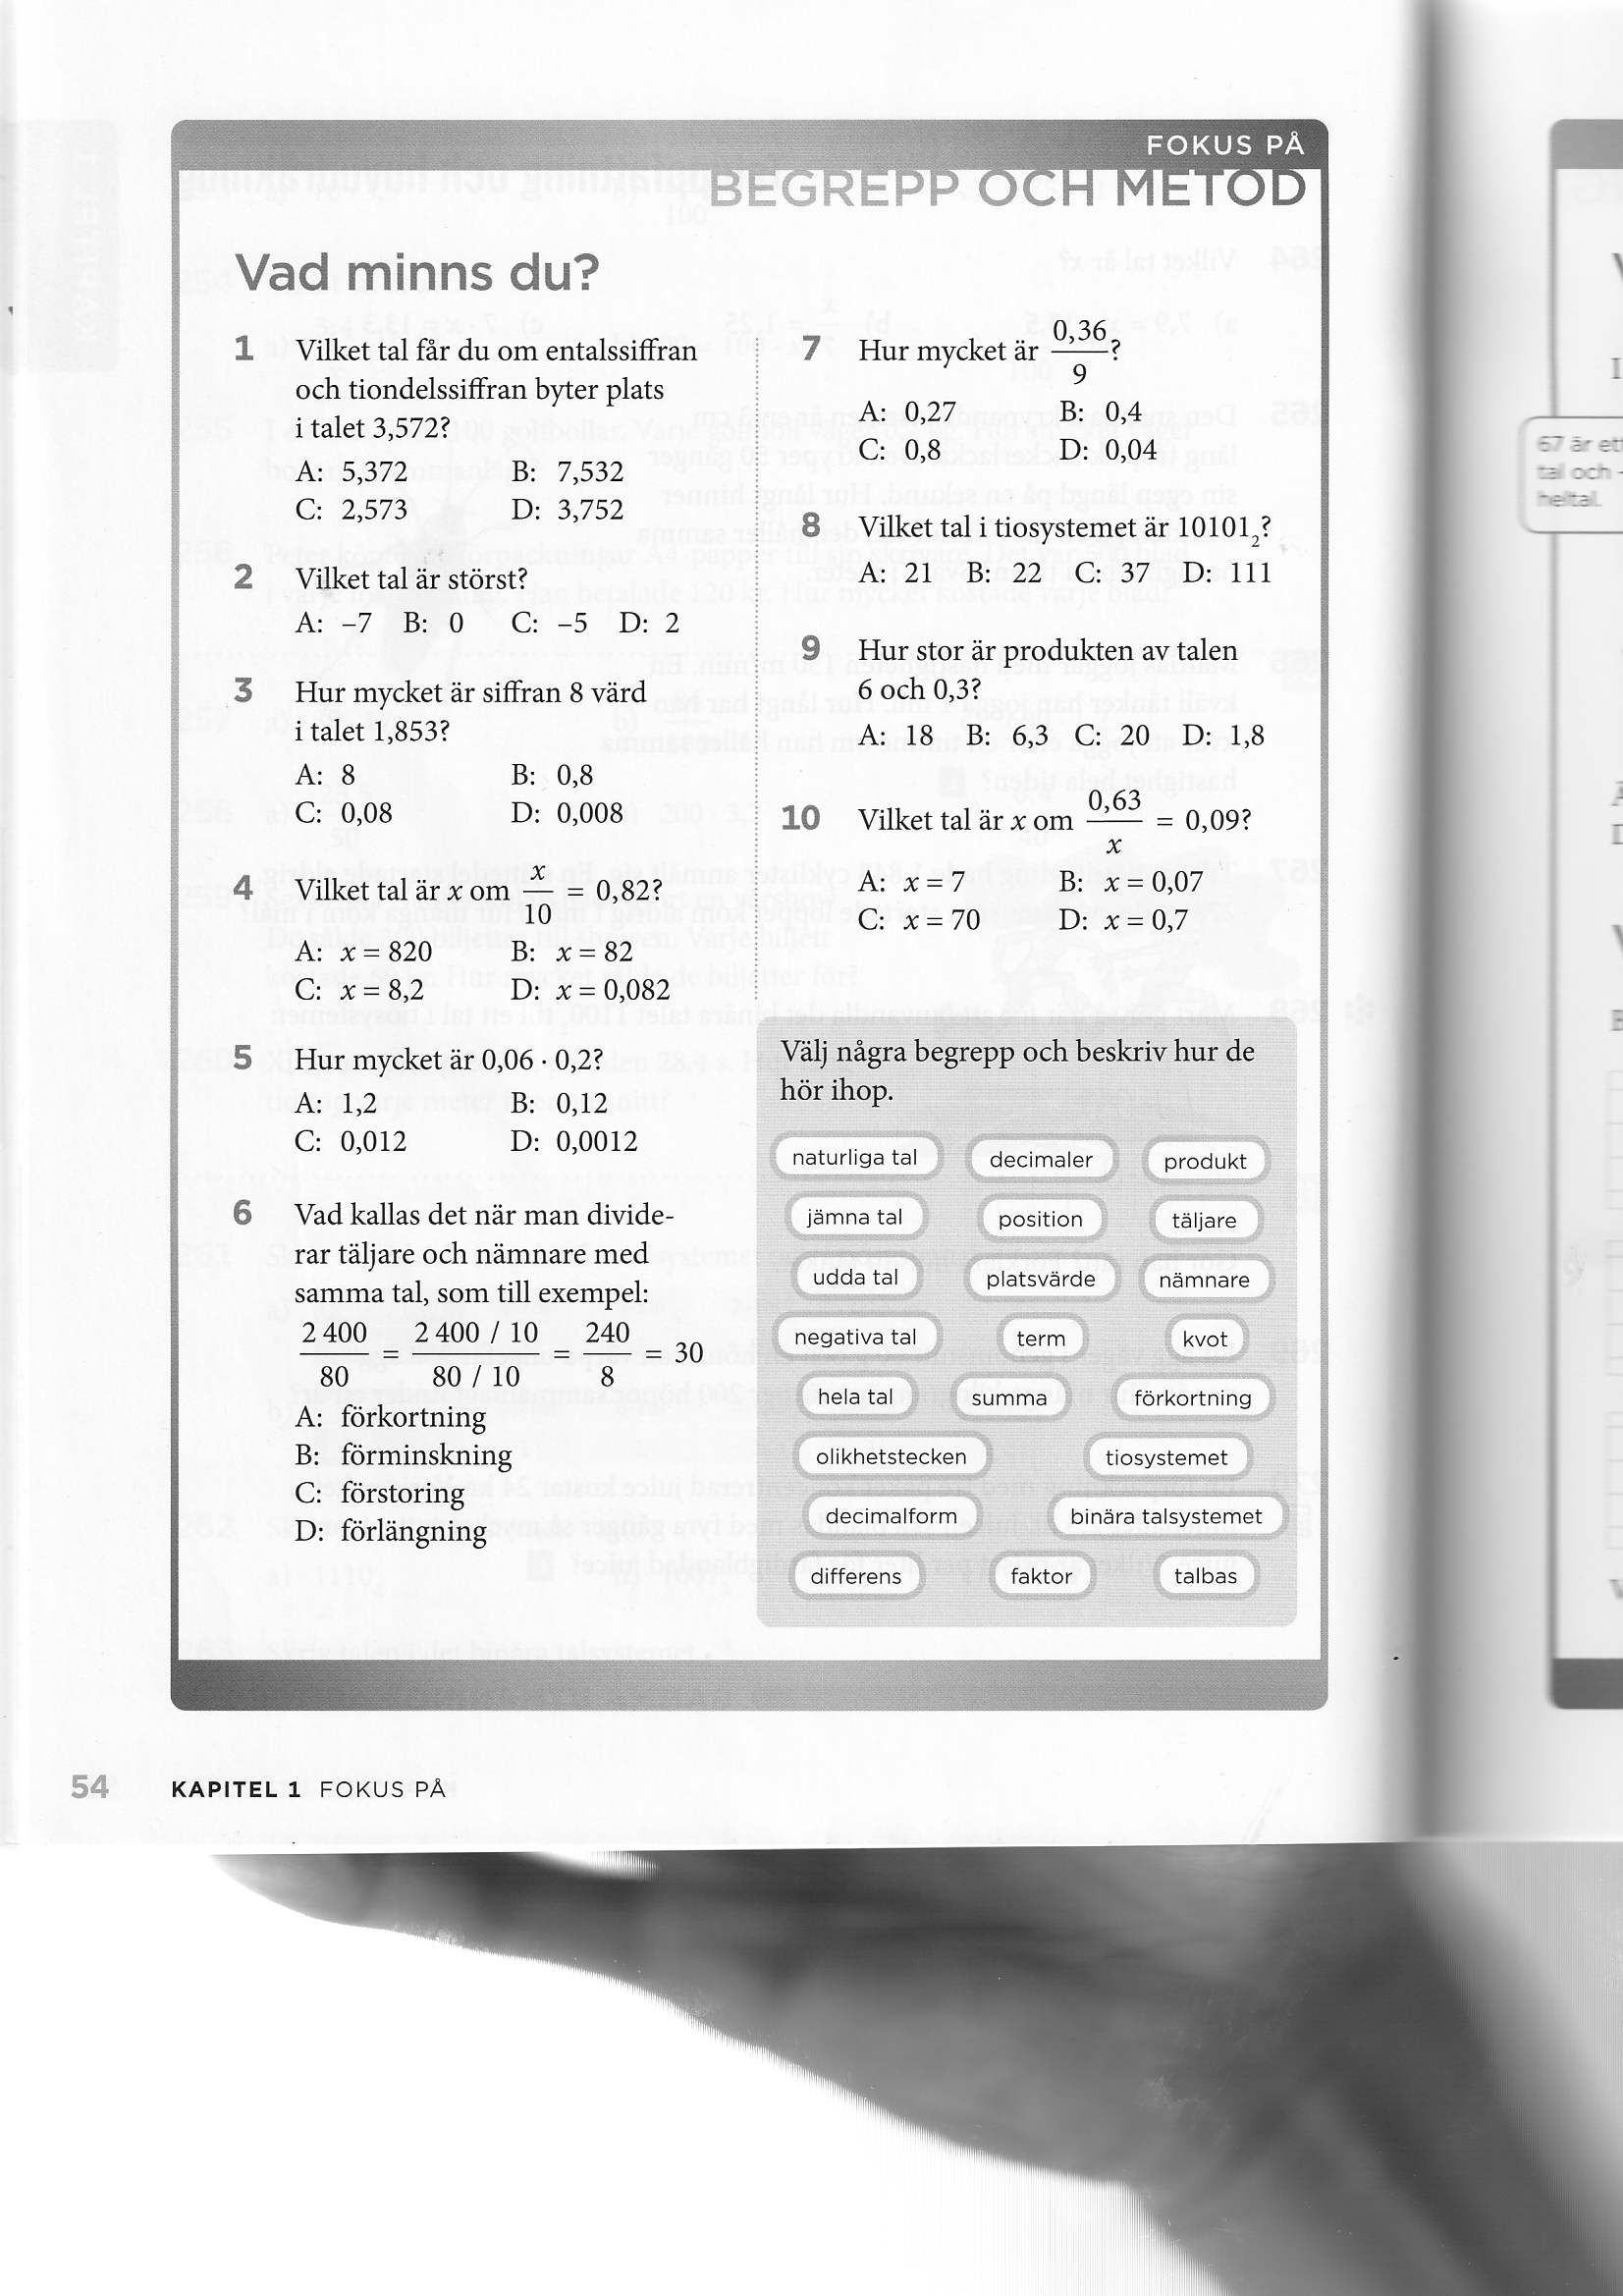 FOKUS PÅ
BEGREPP OCH METOD
Vad minns du?
1 Vilket tal får du om entalssiffran
och tiondelssiffran byter plats
i talet 3,572?
A: 5,372 B: 7,532
C: 2,573 D: 3,752
2 Vilket tal är störst?
A: –7 B: 0 C: –5 D: 2
3 Hur mycket är siffran 8 värd
i talet 1,853?
A: 8 B: 0,8
C: 0,08 D: 0,008
4 Vilket tal är x om x/10 = 0,82?
A: x = 820 B: x = 82
C: x = 8,2 D: x = 0,082
5 Hur mycket är 0,06 · 0,2?
A: 1,2 B: 0,12
C: 0,012 D: 0,0012
6 Vad kallas det när man divide-
rar täljare och nämnare med
samma tal, som till exempel:
2 400/80 = (2 400 / 10)/(80 / 10) = 240/8 = 30
A: förkortning
B: förminskning
C: förstoring
D: förlängning
7 Hur mycket är 0,36/9?
A: 0,27 B: 0,4
C: 0,8 D: 0,04
8 Vilket tal i tiosystemet är 10101₂?
A: 21 B: 22 C: 37 D: 111
9 Hur stor är produkten av talen
6 och 0,3?
A: 18 B: 6,3 C: 20 D: 1,8
10 Vilket tal är x om 0,63/x = 0,09?
A: x = 7 B: x = 0,07
C: x = 70 D: x = 0,7
Välj några begrepp och beskriv hur de
hör ihop.
naturliga tal decimaler produkt
jämna tal position täljare
udda tal platsvärde nämnare
negativa tal term kvot
hela tal summa förkortning
olikhetstecken tiosystemet
decimalform binära talsystemet
differens faktor talbas
54 KAPITEL 1 FOKUS PÅ
67 är ett
tal och
heltal.